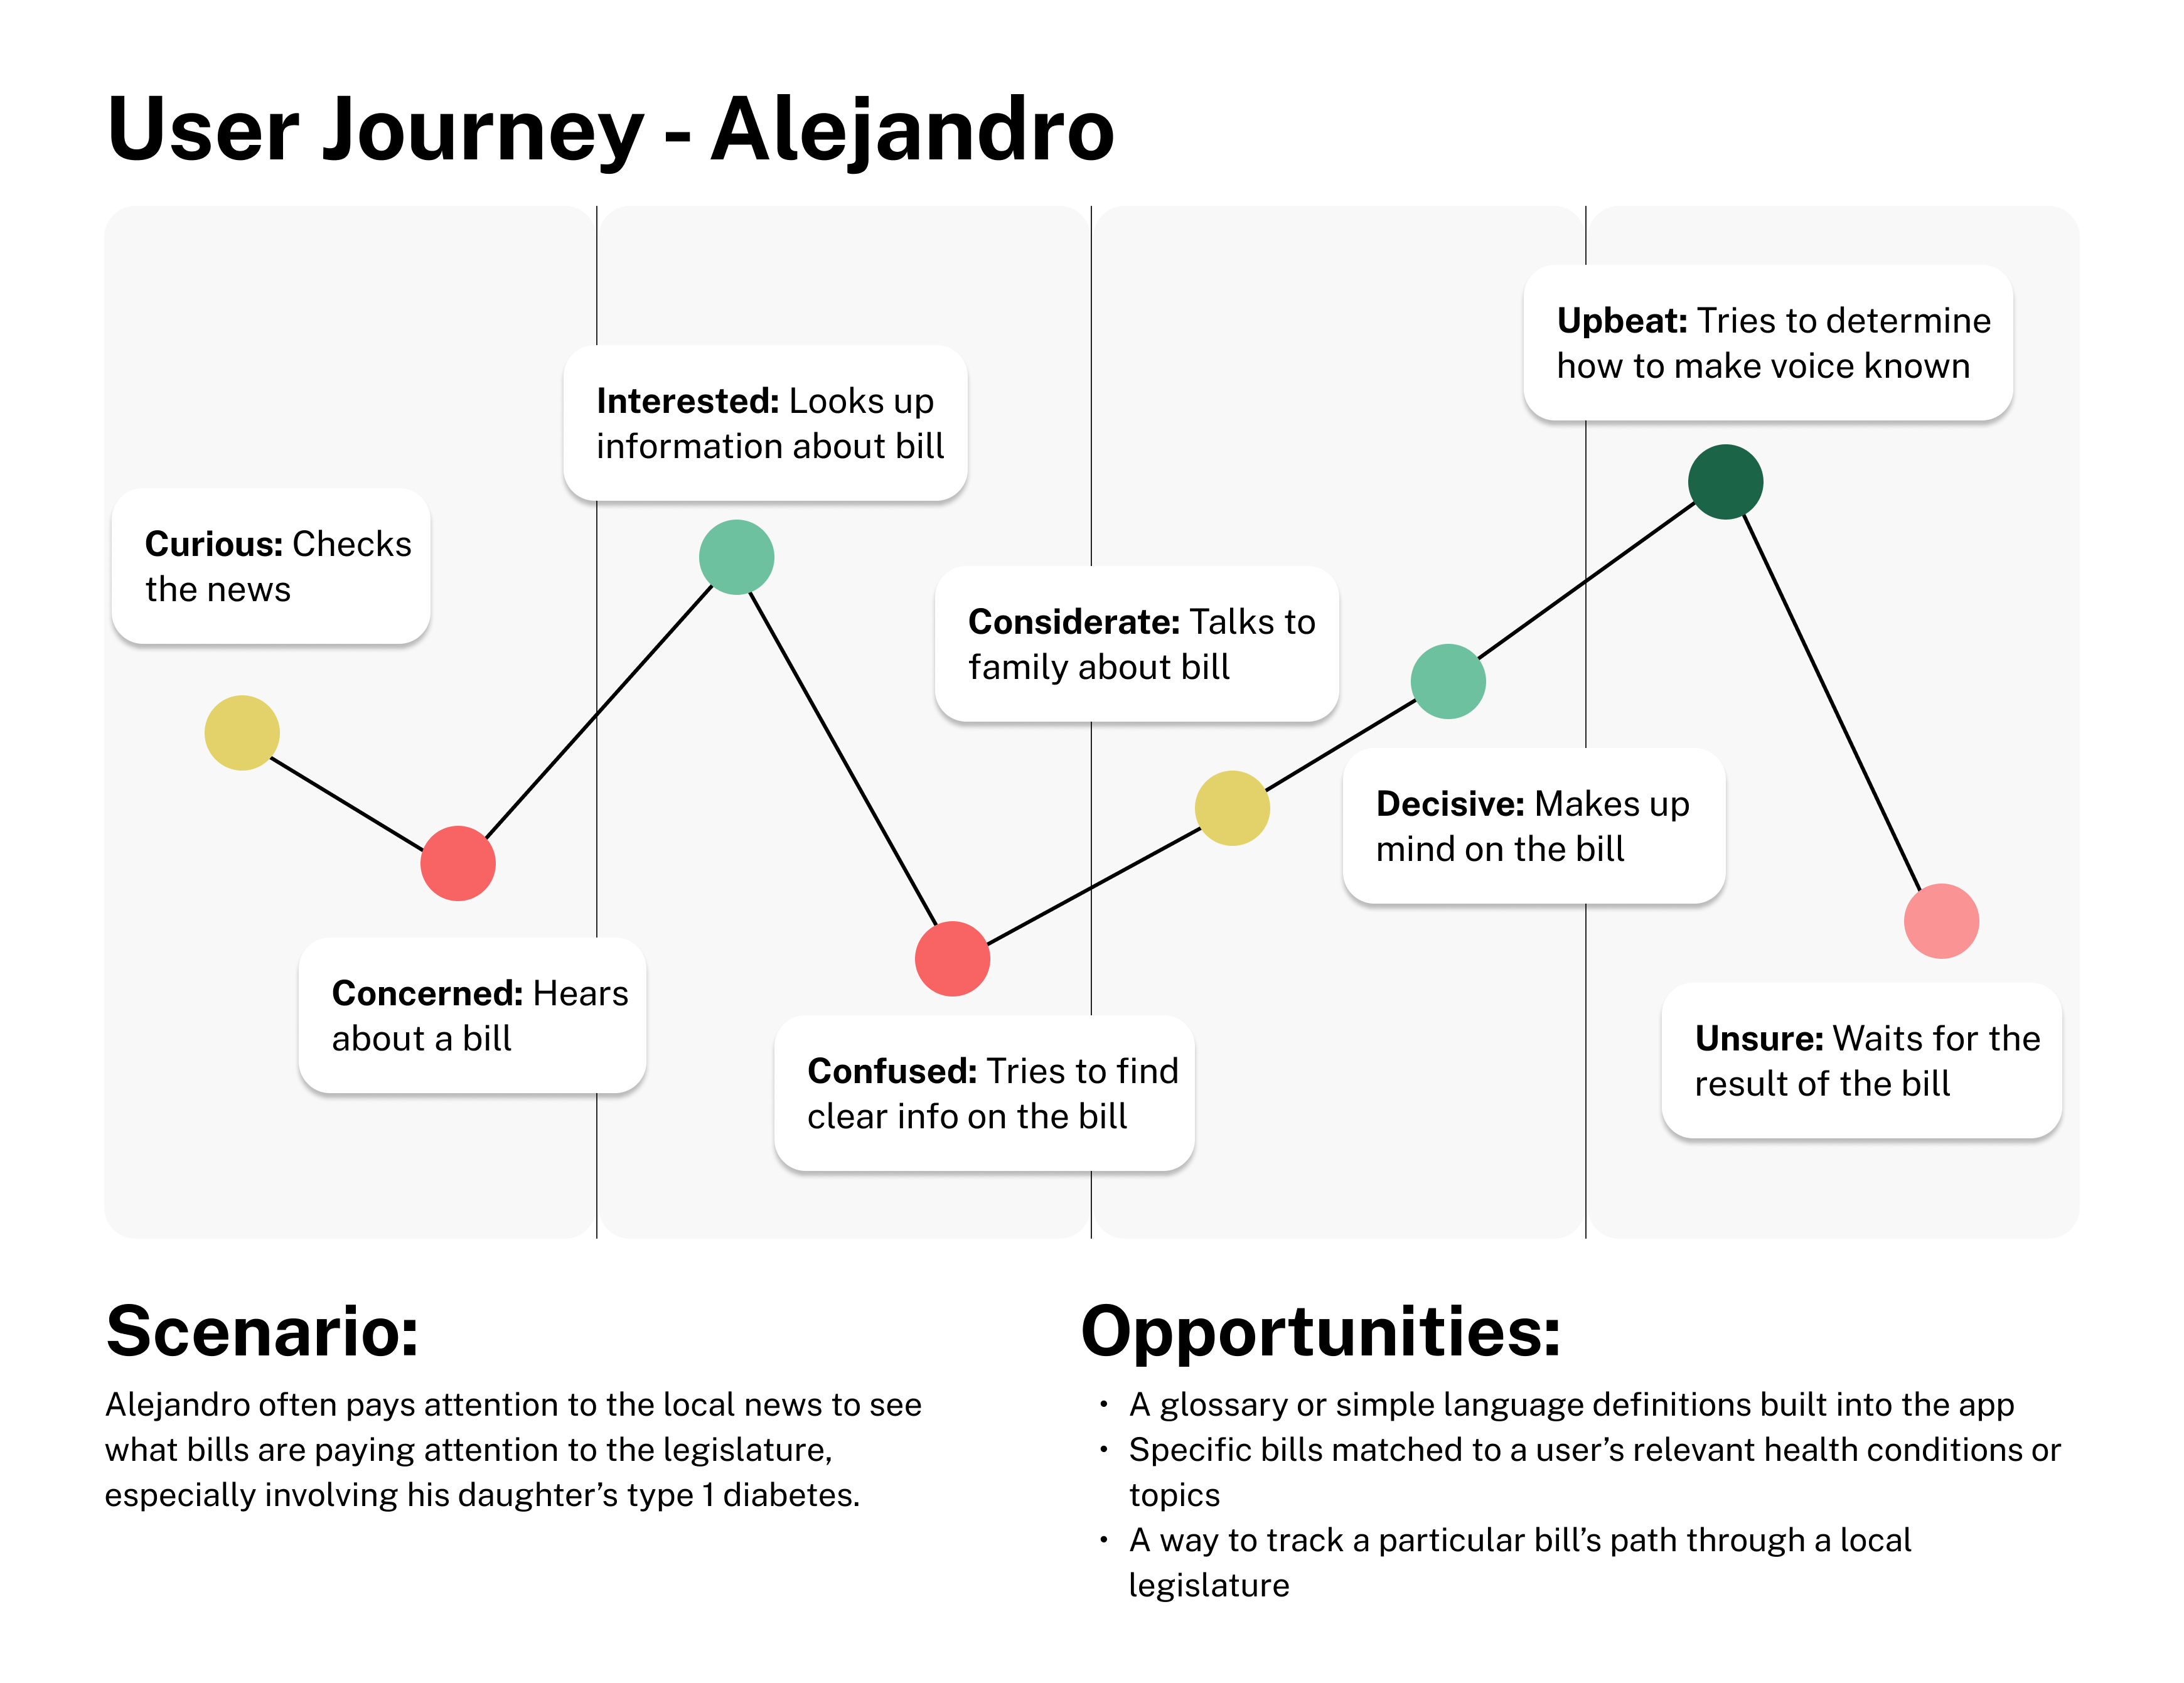 User Journey - Alejandro
Curious: Checks
the news
Concerned: Hears
about a bill
Interested: Looks up
information about bill
Confused: Tries to find
clear info on the bill
Considerate: Talks to
family about bill
Decisive: Makes up
mind on the bill
Upbeat: Tries to determine
how to make voice known
Unsure: Waits for the
result of the bill
Scenario:
Alejandro often pays attention to the local news to see
what bills are paying attention to the legislature,
especially involving his daughter’s type 1 diabetes.
Opportunities:
• A glossary or simple language definitions built into the app
• Specific bills matched to a user’s relevant health conditions or
topics
• A way to track a particular bill’s path through a local
legislature